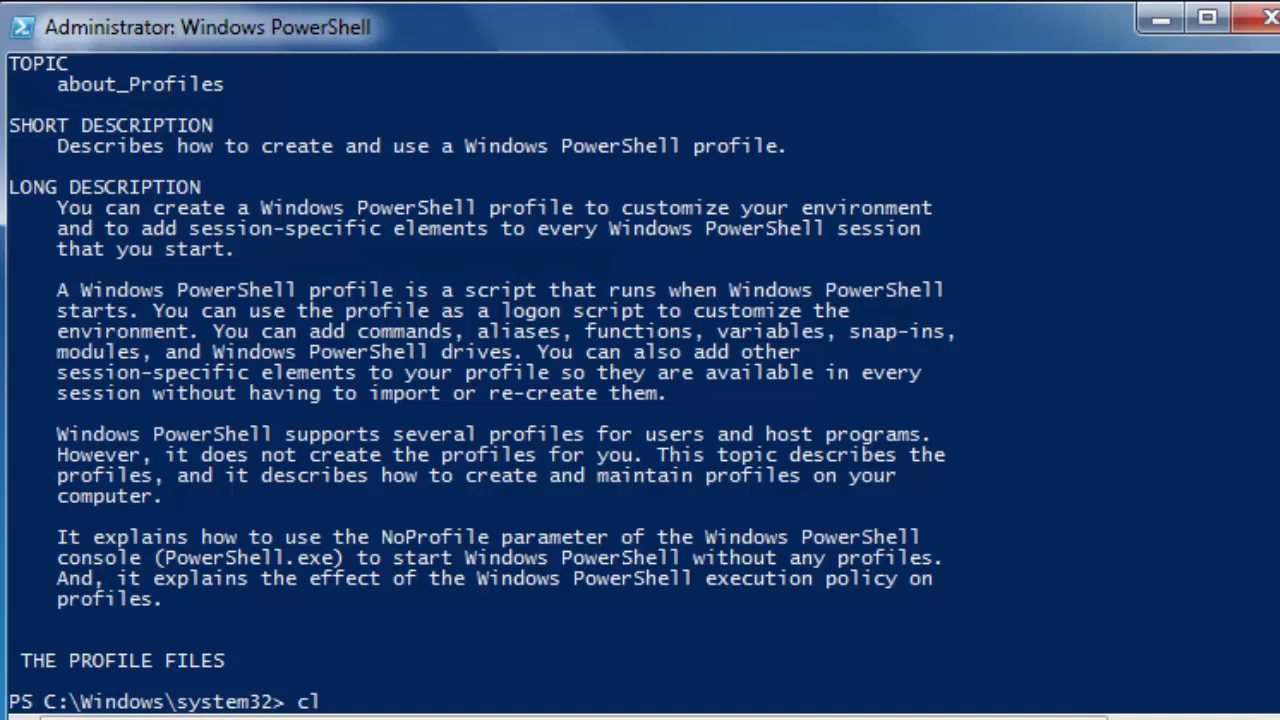 Administrator: Windows PowerShell
TOPIC
about_Profiles
SHORT DESCRIPTION
Describes how to create and use a Windows PowerShell profile.
LONG DESCRIPTION
You can create a Windows PowerShell profile to customize your environment
and to add session-specific elements to every Windows PowerShell session
that you start.
A Windows PowerShell profile is a script that runs when Windows PowerShell
starts. You can use the profile as a logon script to customize the
environment. You can add commands, aliases, functions, variables, snap-ins,
modules, and Windows PowerShell drives. You can also add other
session-specific elements to your profile so they are available in every
session without having to import or re-create them.
Windows PowerShell supports several profiles for users and host programs.
However, it does not create the profiles for you. This topic describes the
profiles, and it describes how to create and maintain profiles on your
computer.
It explains how to use the NoProfile parameter of the Windows PowerShell
console (PowerShell.exe) to start Windows PowerShell without any profiles.
And, it explains the effect of the Windows PowerShell execution policy on
profiles.
THE PROFILE FILES
PS C:\Windows\system32> cl